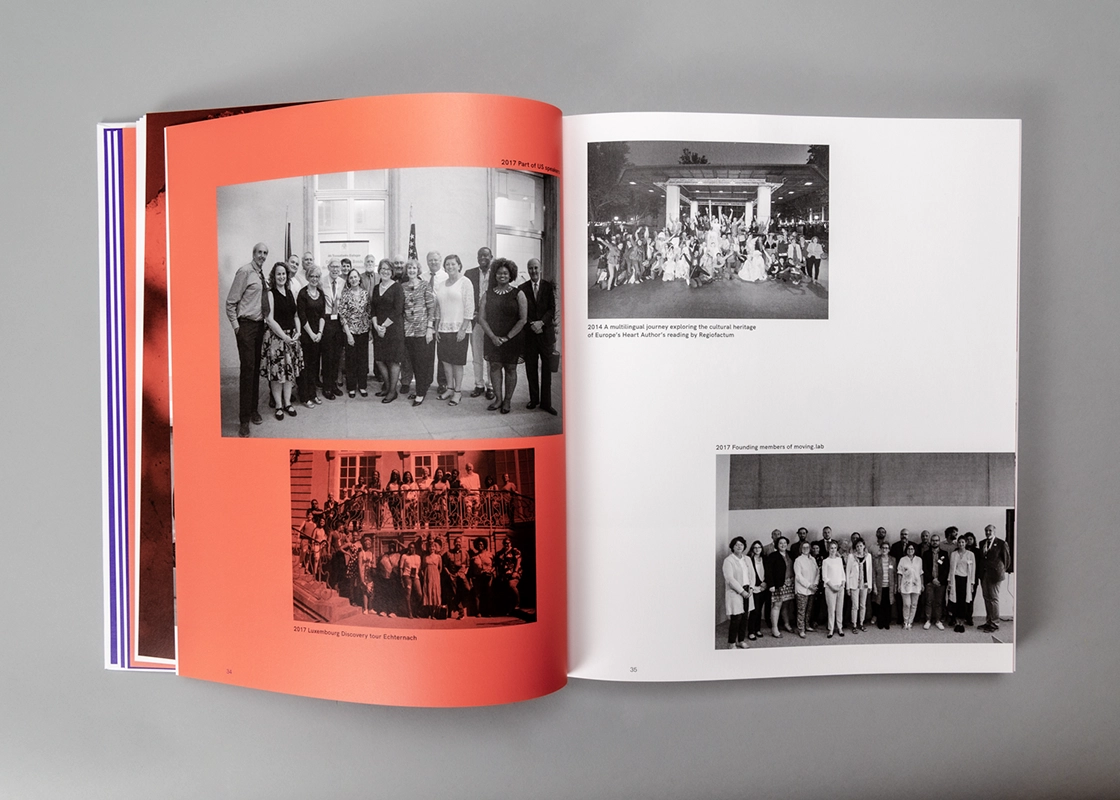 2017 Part of US
2017 Luxembourg Discovery tour Echternach
34
2014 A multilingual journey exploring the cultural heritage
of Europe's Heart Author's reading by Regiofactum
2017 Founding members of moving.lab
35